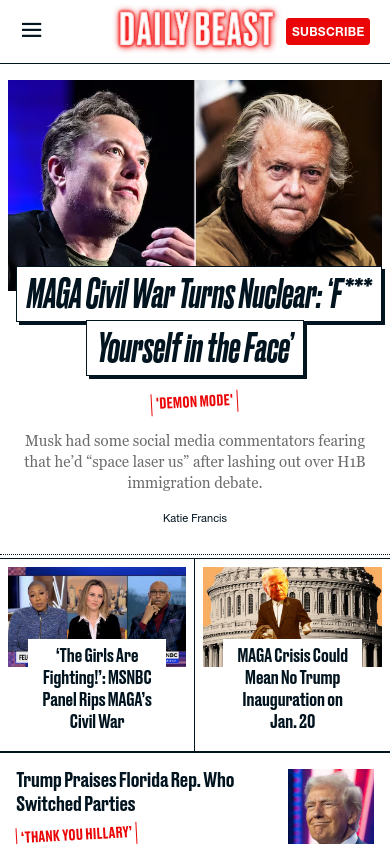 DAILY BEAST
SUBSCRIBE
MAGA Civil War Turns Nuclear: ‘F***
Yourself in the Face’
'DEMON MODE'
Musk had some social media commentators fearing
that he’d “space laser us” after lashing out over H1B
immigration debate.
Katie Francis
‘The Girls Are
Fighting!’: MSNBC
Panel Rips MAGA’s
Civil War
MAGA Crisis Could
Mean No Trump
Inauguration on
Jan. 20
Trump Praises Florida Rep. Who
Switched Parties
'THANK YOU HILLARY'